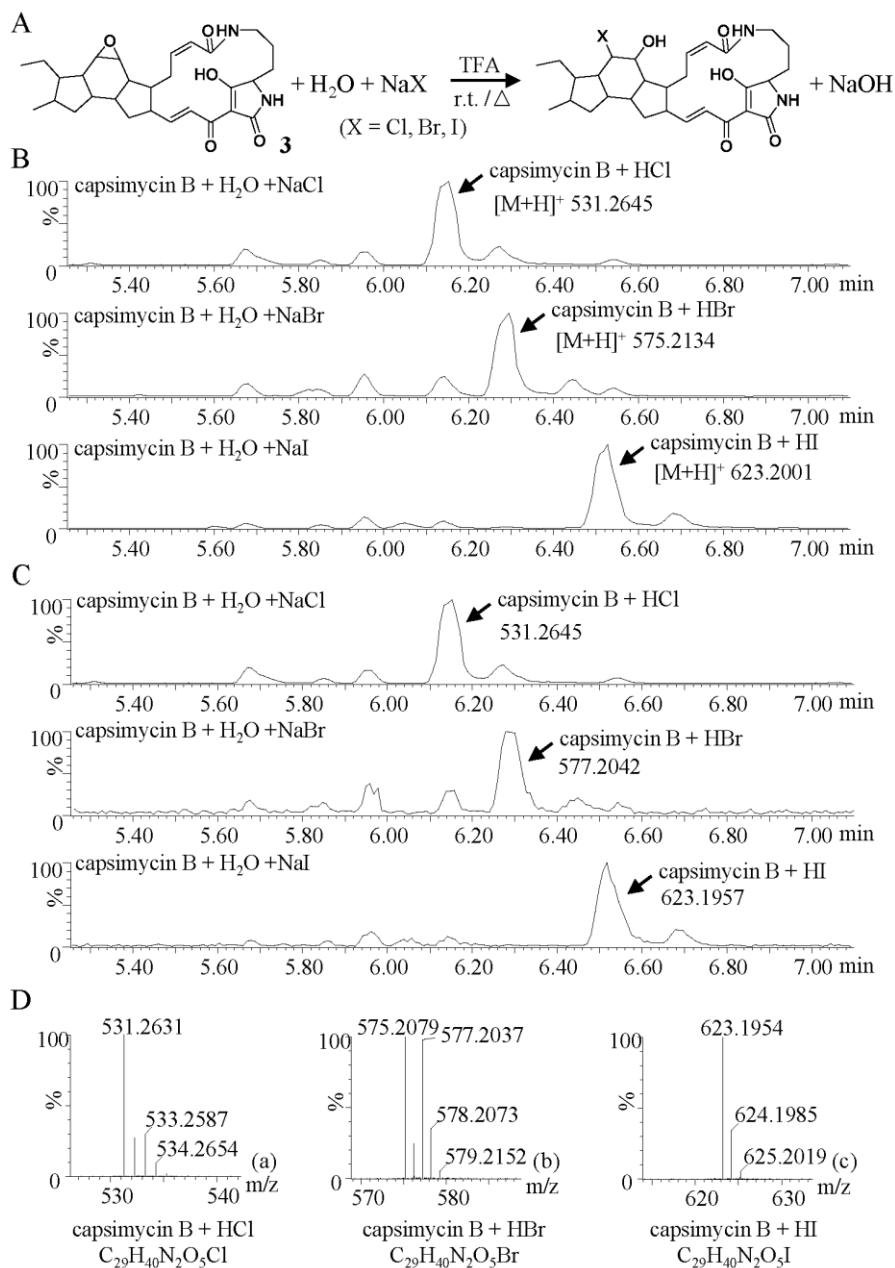 A
O
O
HN
HO
NH
O
O
3
+ H₂O + NaX
(X = Cl, Br, I)
TFA
r.t. / △
X
OH
O
HN
HO
NH
O
O
+ NaOH
B
capsimycin B + H₂O +NaCl
capsimycin B + HCl
[M+H]⁺ 531.2645
100
%
0
5.40 5.60 5.80 6.00 6.20 6.40 6.60 6.80 7.00 min
capsimycin B + H₂O +NaBr
capsimycin B + HBr
[M+H]⁺ 575.2134
100
%
0
5.40 5.60 5.80 6.00 6.20 6.40 6.60 6.80 7.00 min
capsimycin B + H₂O +NaI
capsimycin B + HI
[M+H]⁺ 623.2001
100
%
0
5.40 5.60 5.80 6.00 6.20 6.40 6.60 6.80 7.00 min
C
capsimycin B + H₂O +NaCl
capsimycin B + HCl
531.2645
100
%
0
5.40 5.60 5.80 6.00 6.20 6.40 6.60 6.80 7.00 min
capsimycin B + H₂O +NaBr
capsimycin B + HBr
577.2042
100
%
0
5.40 5.60 5.80 6.00 6.20 6.40 6.60 6.80 7.00 min
capsimycin B + H₂O +NaI
capsimycin B + HI
623.1957
100
%
0
5.40 5.60 5.80 6.00 6.20 6.40 6.60 6.80 7.00 min
D
100
%
0
531.2631
533.2587
534.2654
(a)
530 540 m/z
capsimycin B + HCl
C₂₉H₄₀N₂O₅Cl
100
%
0
575.2079
577.2037
578.2073
579.2152
(b)
570 580 m/z
capsimycin B + HBr
C₂₉H₄₀N₂O₅Br
100
%
0
623.1954
624.1985
625.2019
(c)
620 630 m/z
capsimycin B + HI
C₂₉H₄₀N₂O₅I